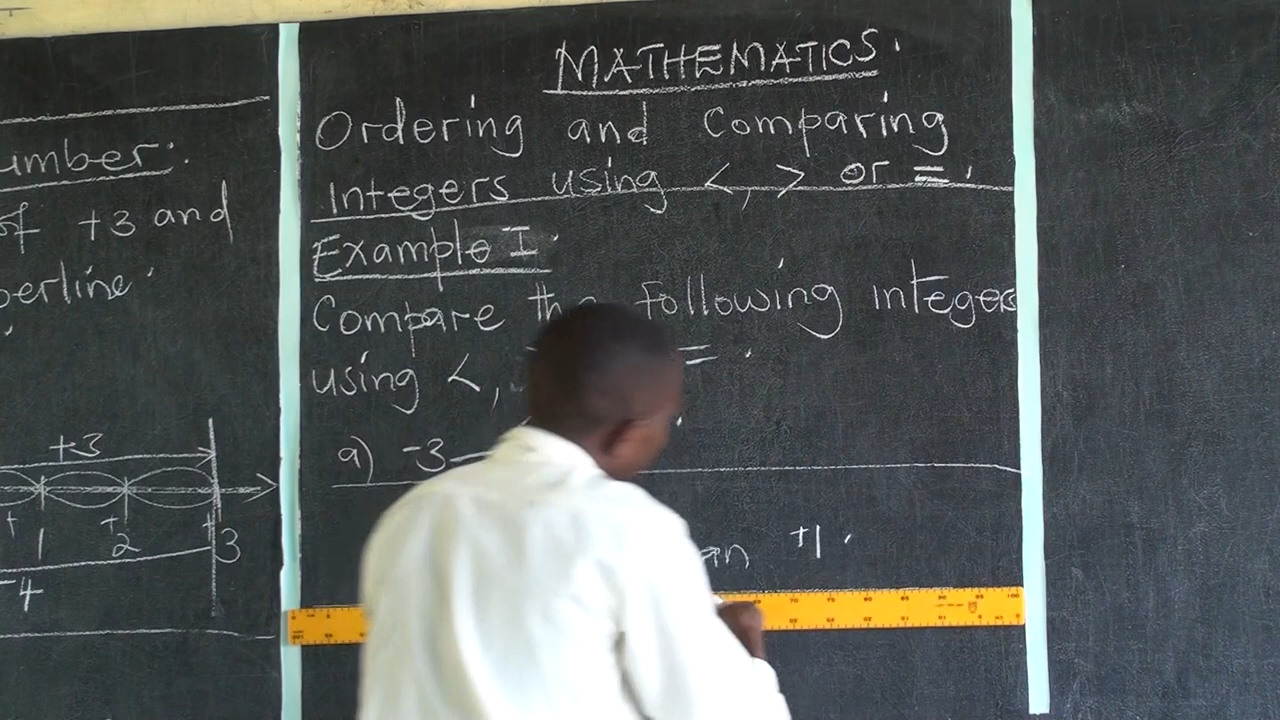 umber.
of +3 and
berline.
+3
+ + +
1 2 3
-4
MATHEMATICS.
Ordering and Comparing
Integers using <, > or =.
Example I.
Compare the following integers
using <, =.
a) -3
an +1.